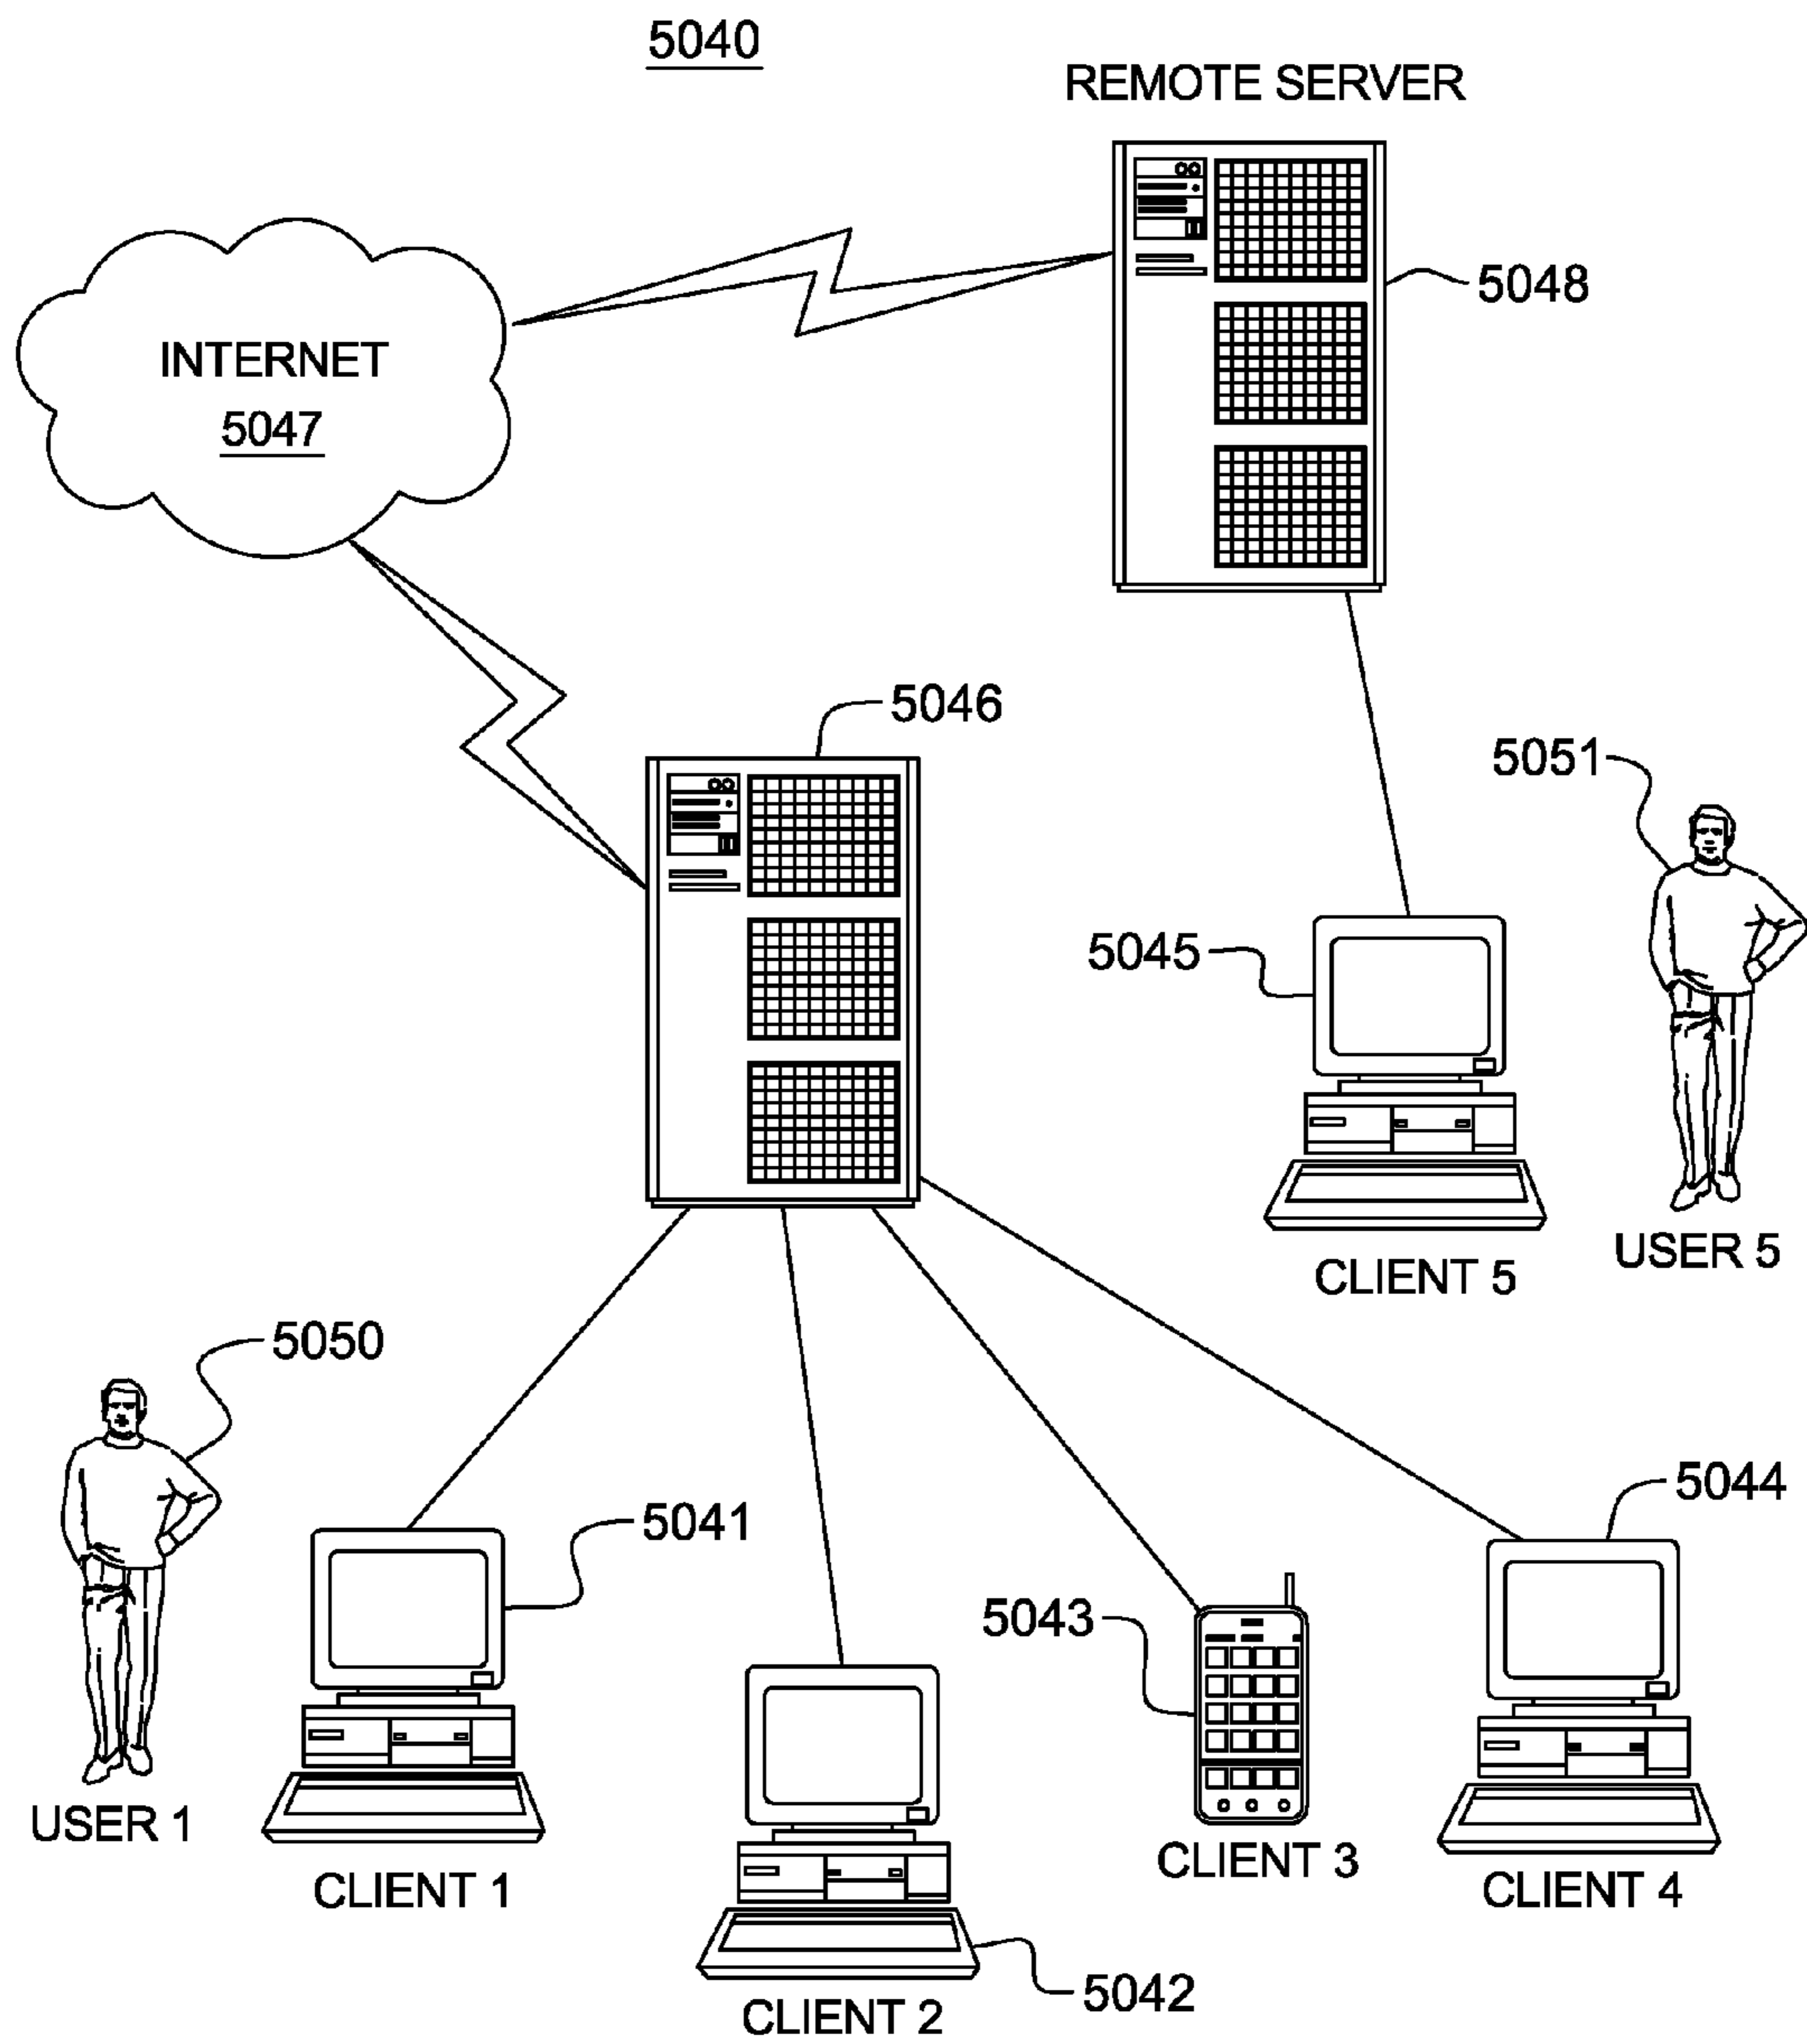 5040
REMOTE SERVER
5048
INTERNET
5047
5046
5051
5045
USER 5
CLIENT 5
5050
5044
5041
5043
USER 1
CLIENT 3
CLIENT 1
CLIENT 4
5042
CLIENT 2